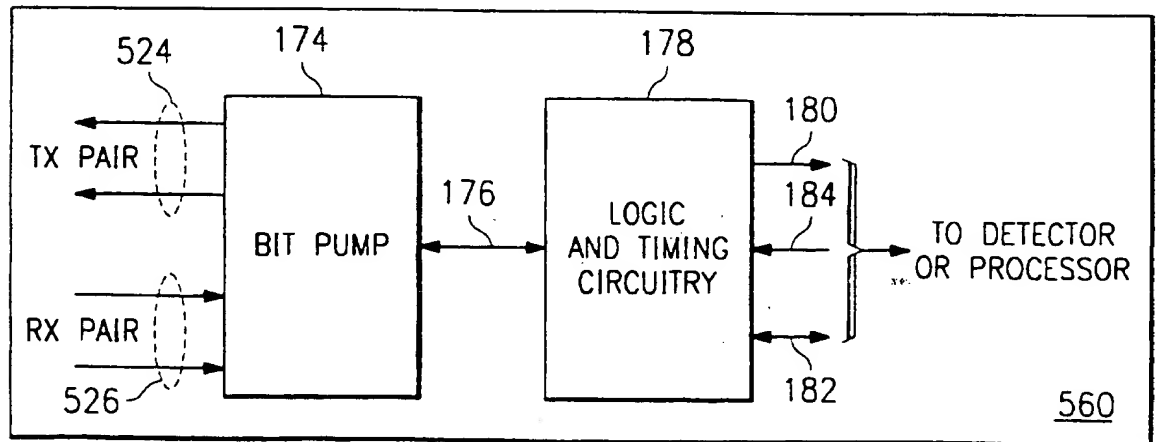 524
174
178
180
TX PAIR
176
184
BIT PUMP
LOGIC
AND TIMING
CIRCUITRY
TO DETECTOR
OR PROCESSOR
RX PAIR
526
182
560